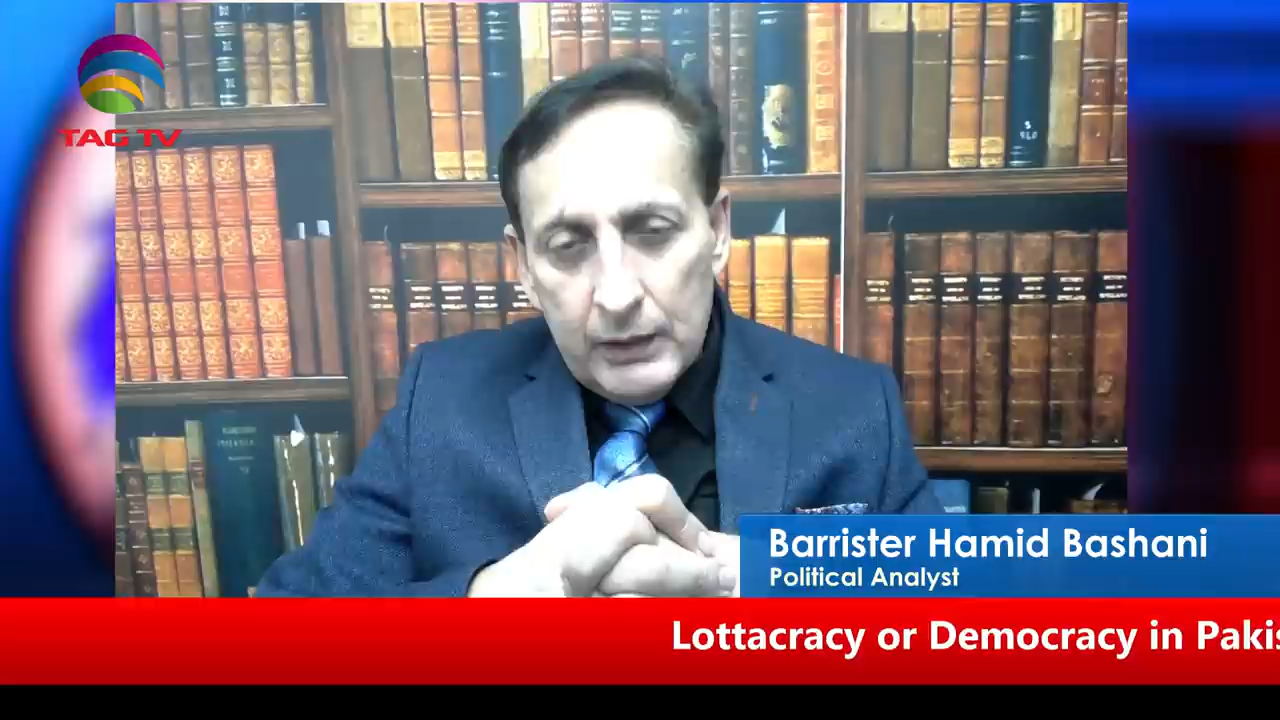 TAG TV
Barrister Hamid Bashani
Political Analyst
Lottacracy or Democracy in Pakis